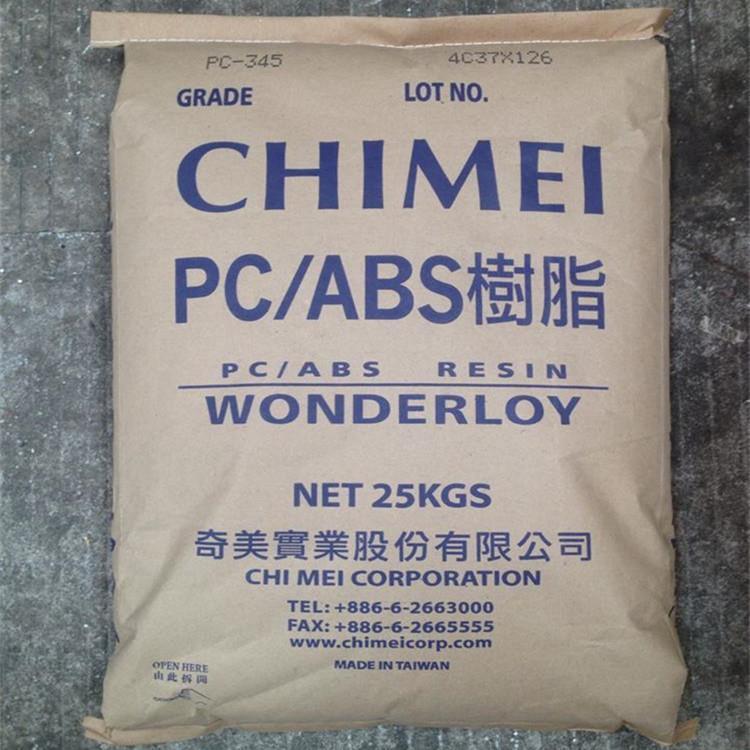 PC-345 4C37X126
GRADE LOT NO.
CHIMEI
PC/ABS樹脂
PC/ABS RESIN
WONDERLOY
NET 25KGS
奇美實業股份有限公司
CHI MEI CORPORATION
TEL: +886-6-2663000
FAX: +886-6-2665555
www.chimeicorp.com
MADE IN TAIWAN
OPEN HERE
由此拆開